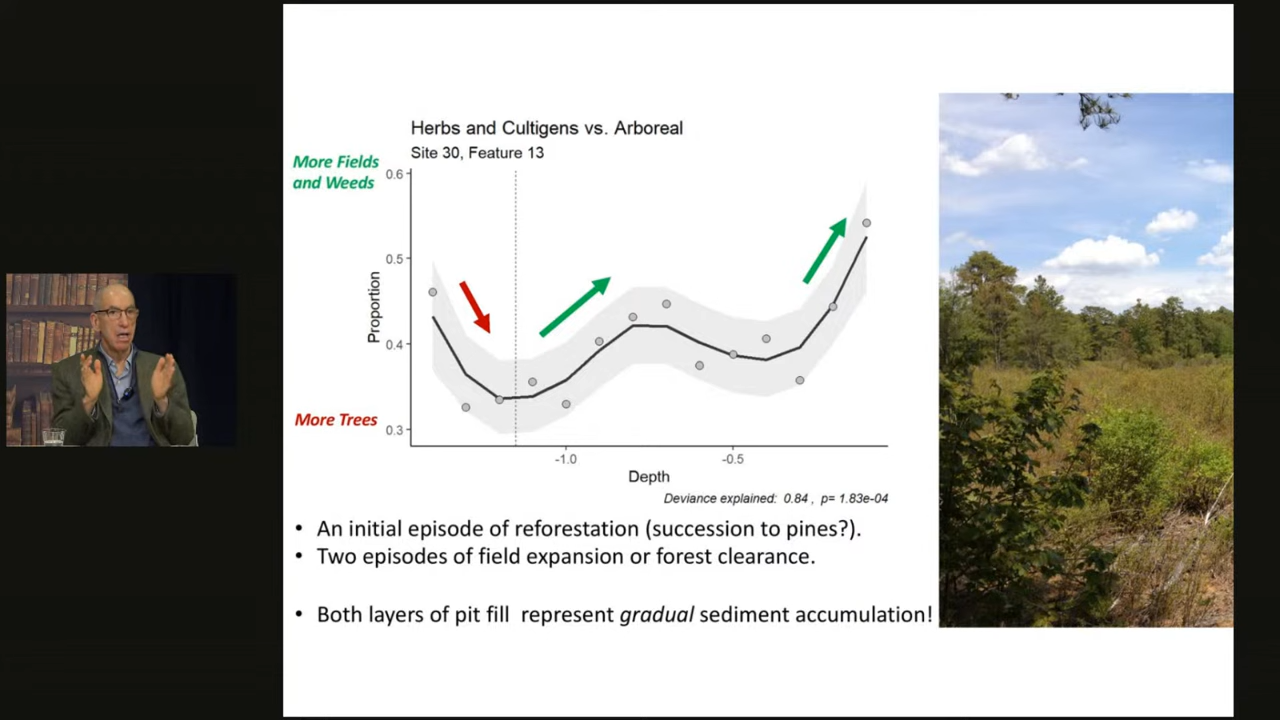 Herbs and Cultigens vs. Arboreal
Site 30, Feature 13
More Fields
and Weeds
0.6
0.5
0.4
0.3
More Trees
Proportion
-1.0
-0.5
Depth
Deviance explained: 0.84 , p= 1.83e-04
• An initial episode of reforestation (succession to pines?).
• Two episodes of field expansion or forest clearance.
• Both layers of pit fill represent gradual sediment accumulation!